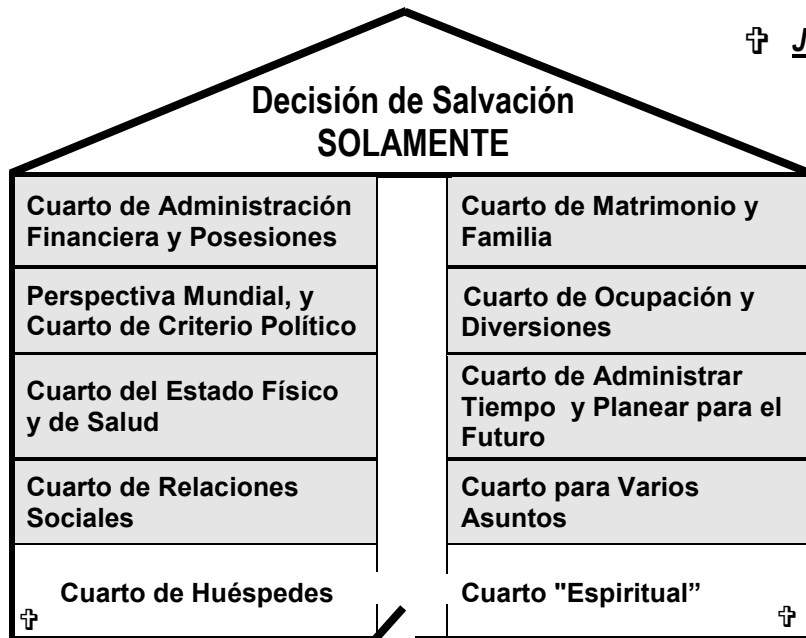 ✞ J
Decisión de Salvación
SOLAMENTE
Cuarto de Administración
Financiera y Posesiones
Cuarto de Matrimonio y
Familia
Perspectiva Mundial, y
Cuarto de Criterio Político
Cuarto de Ocupación y
Diversiones
Cuarto del Estado Físico
y de Salud
Cuarto de Administrar
Tiempo y Planear para el
Futuro
Cuarto de Relaciones
Sociales
Cuarto para Varios
Asuntos
Cuarto de Huéspedes
Cuarto "Espiritual”